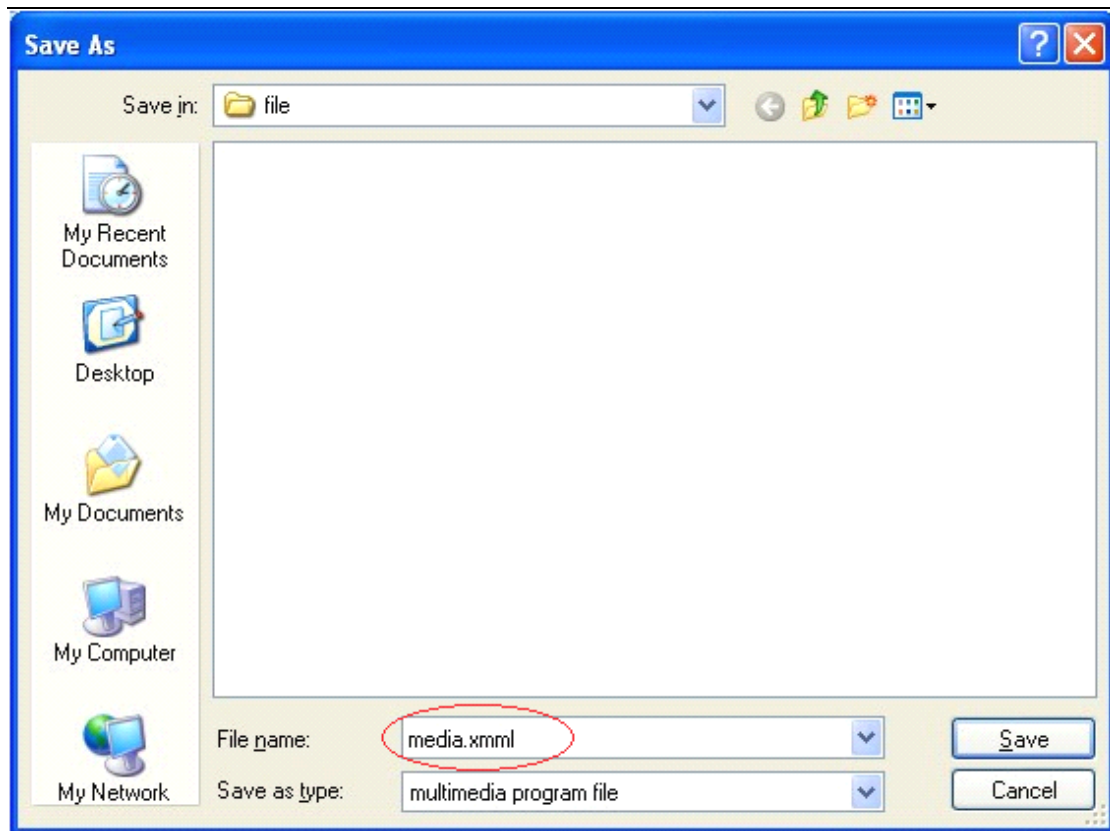 Save As
Save in: file
My Recent
Documents
Desktop
My Documents
My Computer
My Network
File name: media.xmml
Save as type: multimedia program file
Save
Cancel